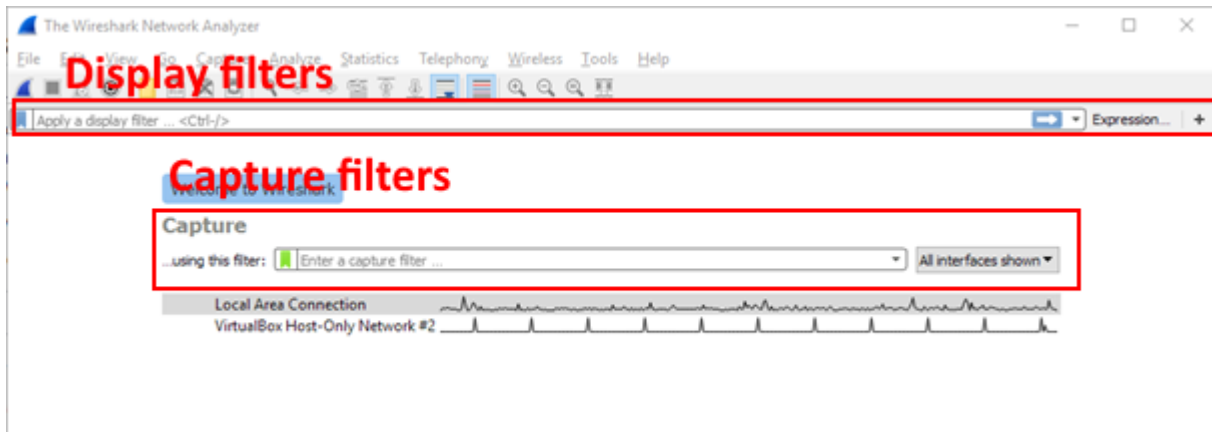 The Wireshark Network Analyzer
File Edit View Go Capture Analyze Statistics Telephony Wireless Tools Help
Display filters
Apply a display filter ... <Ctrl-/>
Expression... +
Capture filters
Welcome to Wireshark
Capture
...using this filter: Enter a capture filter ... All interfaces shown
Local Area Connection
VirtualBox Host-Only Network #2